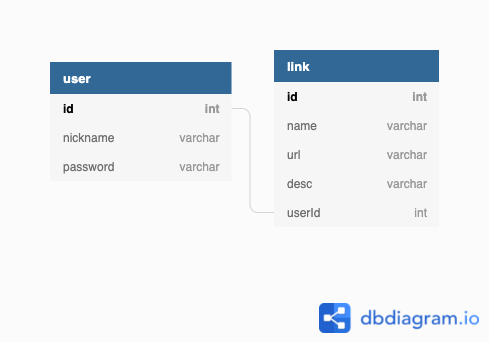 user
id int
nickname varchar
password varchar
link
id int
name varchar
url varchar
desc varchar
userId int
dbdiagram.io